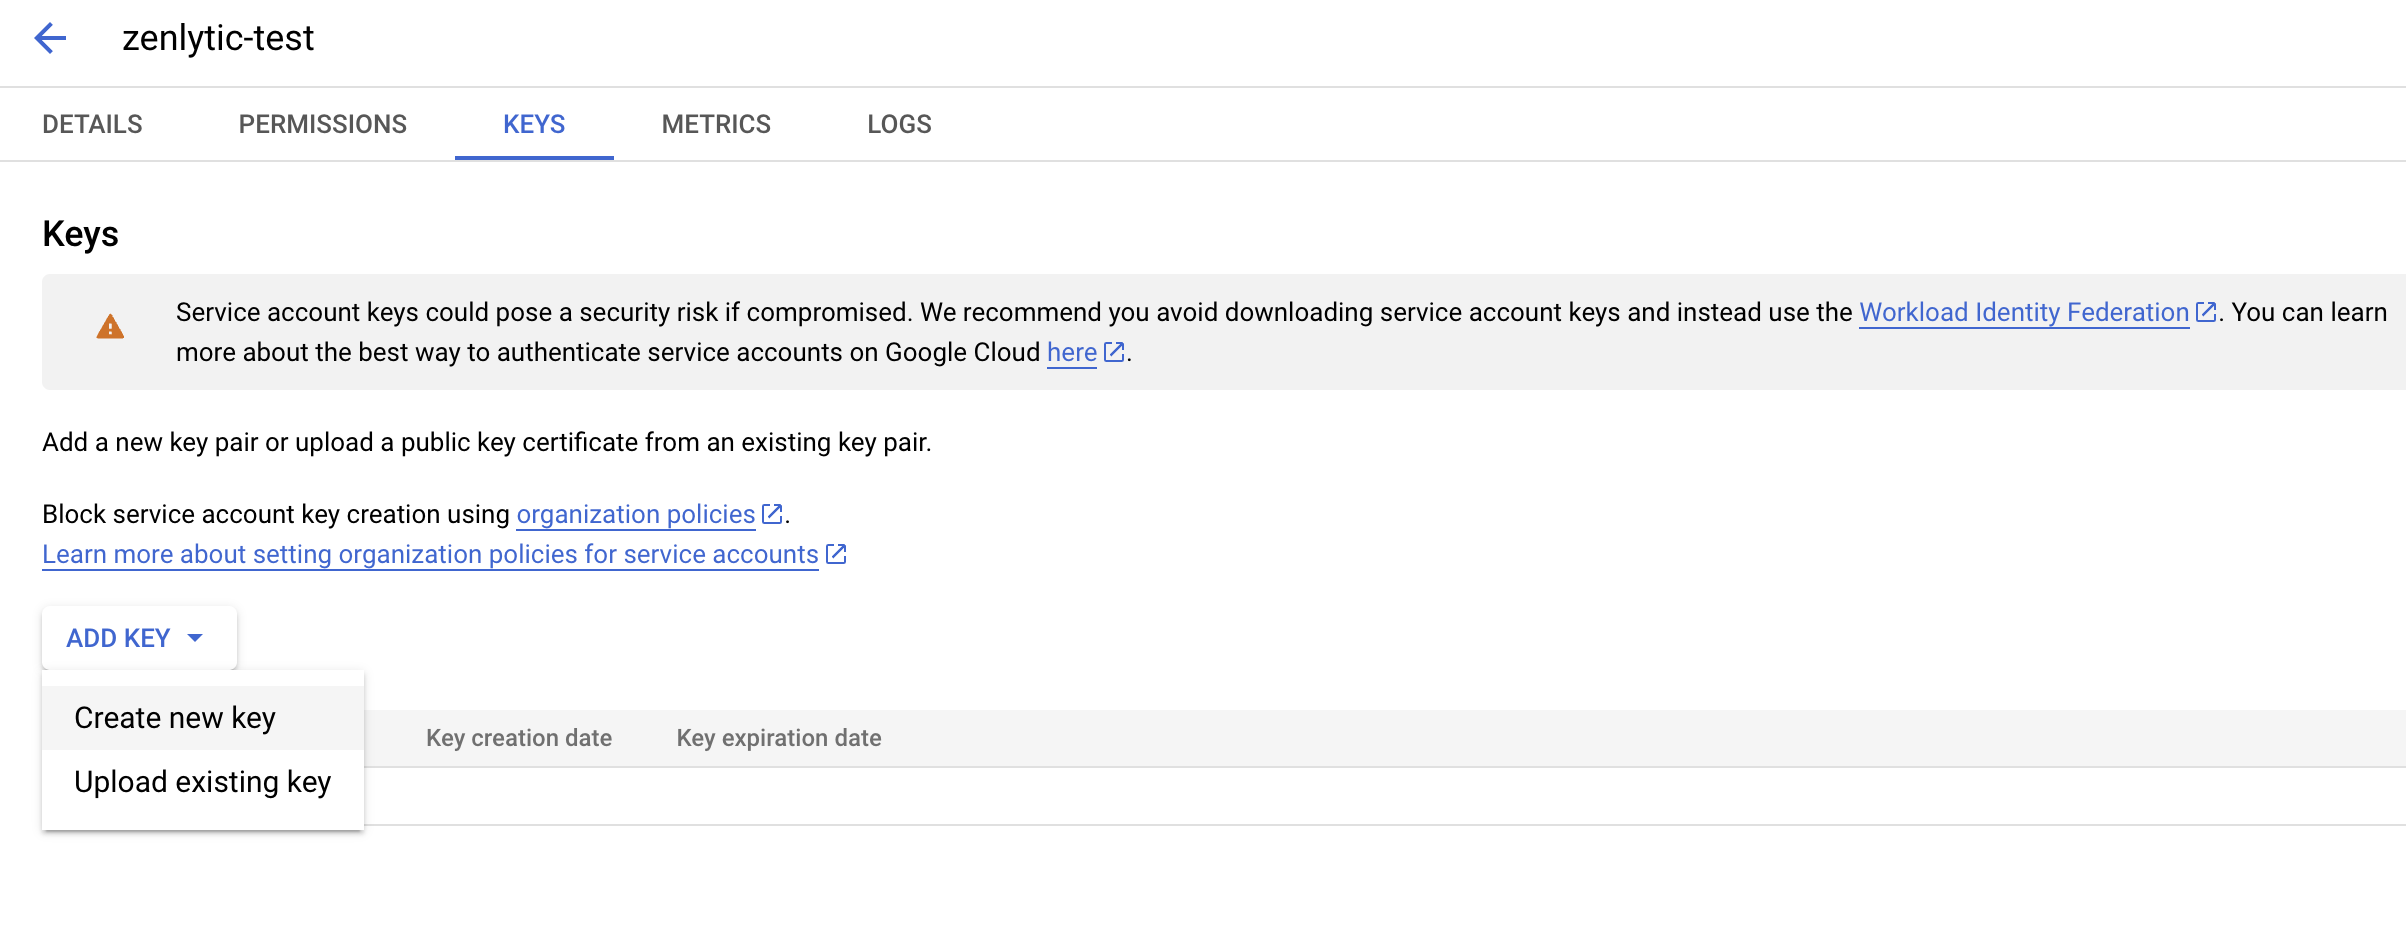 zenlytic-test
DETAILS PERMISSIONS KEYS METRICS LOGS
Keys
Service account keys could pose a security risk if compromised. We recommend you avoid downloading service account keys and instead use the Workload Identity Federation. You can learn
more about the best way to authenticate service accounts on Google Cloud here.
Add a new key pair or upload a public key certificate from an existing key pair.
Block service account key creation using organization policies.
Learn more about setting organization policies for service accounts
ADD KEY
Create new key
Upload existing key
Key creation date Key expiration date